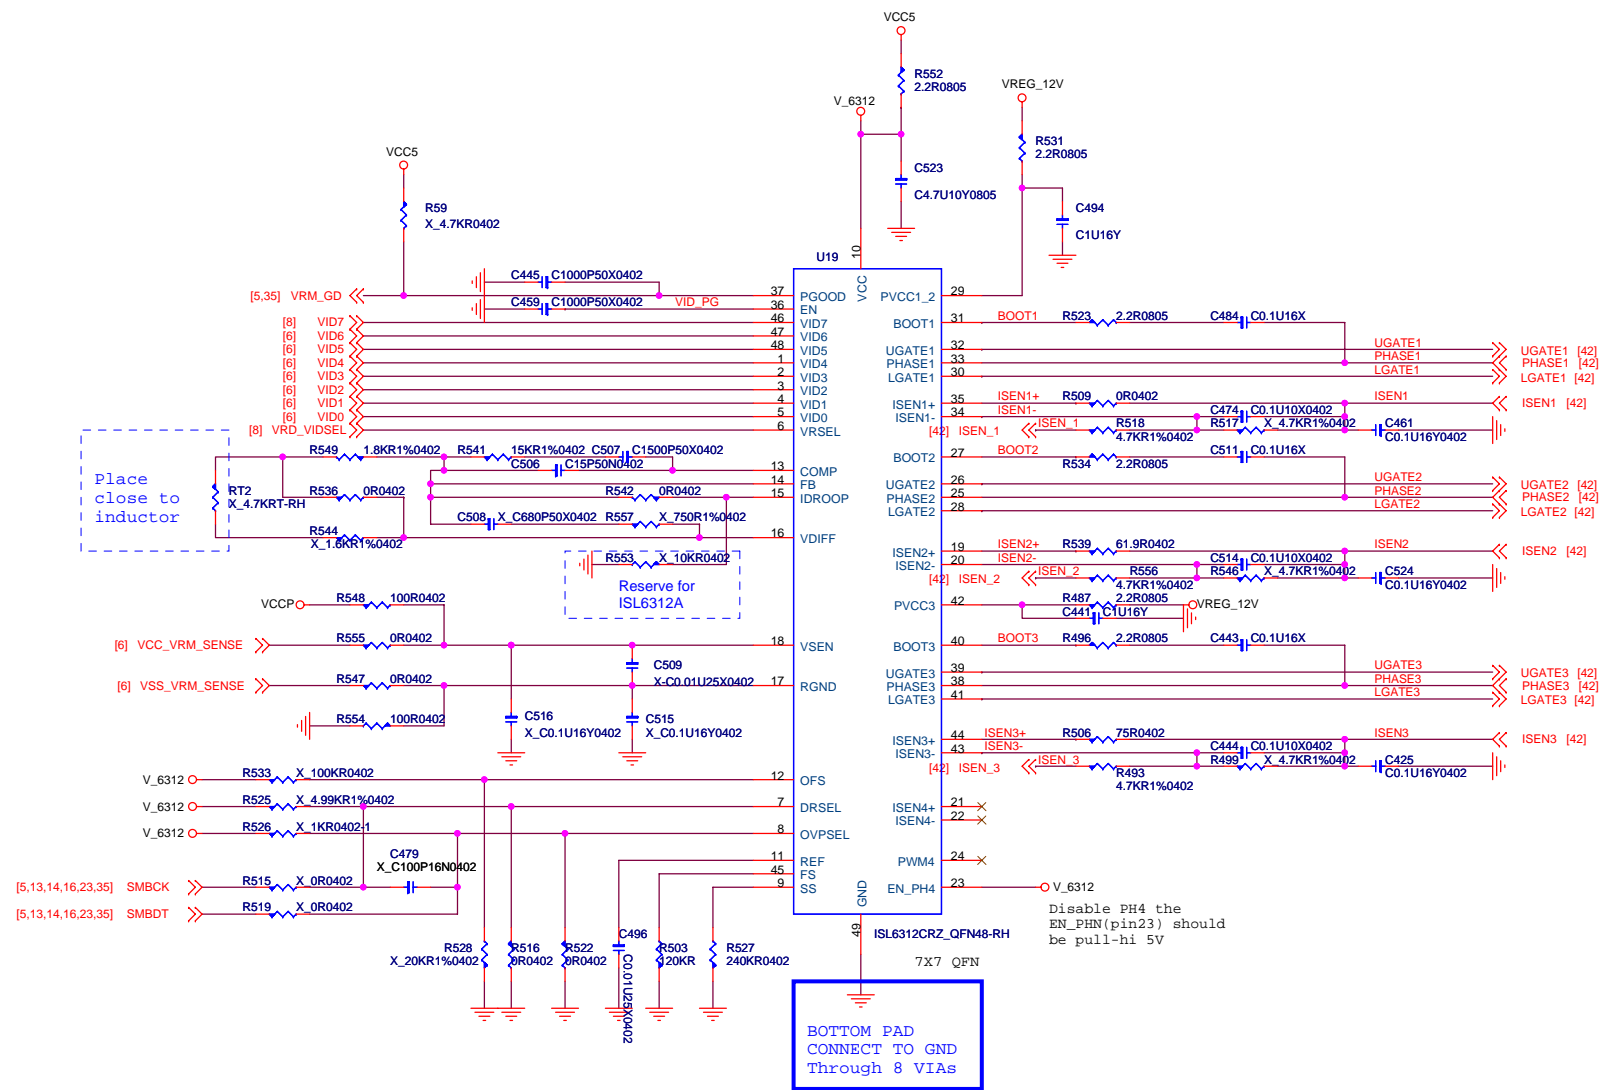 VCC5
R552
2.2R0805
V_6312
VREG_12V
R531
2.2R0805
VCC5
C523
C4.7U10Y0805
R59
X_4.7KR0402
C494
C1U16Y
U19
10
VCC
C445 C1000P50X0402
[5,35] VRM_GD
37 PGOOD
C459 C1000P50X0402
VID_PG
36 EN
[8] VID7 46 VID7
[6] VID6 47 VID6
[6] VID5 48 VID5
[6] VID4 1 VID4
[6] VID3 2 VID3
[6] VID2 3 VID2
[6] VID1 4 VID1
[6] VID0 5 VID0
[8] VRD_VIDSEL 6 VRSEL
Place
close to
inductor
RT2
X_4.7KRT-RH
R549 1.8KR1%0402
R541 15KR1%0402
C507 C1500P50X0402
C506 C15P50N0402
13 COMP
14 FB
R536 0R0402
R542 0R0402
15 IDROOP
C508 X_C680P50X0402
R557 X_750R1%0402
R544
X_1.6KR1%0402
16 VDIFF
R553 X_10KR0402
Reserve for
ISL6312A
VCCP
R548 100R0402
[6] VCC_VRM_SENSE
R555 0R0402
18 VSEN
C509
X-C0.01U25X0402
[6] VSS_VRM_SENSE
R547 0R0402
17 RGND
R554 100R0402
C516
X_C0.1U16Y0402
C515
X_C0.1U16Y0402
V_6312 R533 X_100KR0402 12 OFS
V_6312 R525 X_4.99KR1%0402 7 DRSEL
V_6312 R526 X_1KR0402-1 8 OVPSEL
C479
X_C100P16N0402
11 REF
45 FS
9 SS
[5,13,14,16,23,35] SMBCK R515 X_0R0402
[5,13,14,16,23,35] SMBDT R519 X_0R0402
R528
X_20KR1%0402
R516
0R0402
R522
0R0402
C496
C0.01U25X0402
R503
120KR
R527
240KR0402
PVCC1_2 29
BOOT1 31 BOOT1 R523 2.2R0805 C484 C0.1U16X
UGATE1 32 UGATE1 UGATE1 [42]
PHASE1 33 PHASE1 PHASE1 [42]
LGATE1 30 LGATE1 LGATE1 [42]
ISEN1+ 35 ISEN1+ R509 0R0402 ISEN1 ISEN1 [42]
ISEN1- 34 ISEN1- C474 C0.1U10X0402
[42] ISEN_1 ISEN_1 R518
4.7KR1%0402
R517 X_4.7KR1%0402
C461
C0.1U16Y0402
BOOT2 27 BOOT2 R534 2.2R0805 C511 C0.1U16X
UGATE2 26 UGATE2 UGATE2 [42]
PHASE2 25 PHASE2 PHASE2 [42]
LGATE2 28 LGATE2 LGATE2 [42]
ISEN2+ 19 ISEN2+ R539 61.9R0402 ISEN2 ISEN2 [42]
ISEN2- 20 ISEN2- C514 C0.1U10X0402
[42] ISEN_2 ISEN_2 R556
4.7KR1%0402
R546 X_4.7KR1%0402
C524
C0.1U16Y0402
PVCC3 42 R487 2.2R0805 VREG_12V
C441 C1U16Y
BOOT3 40 BOOT3 R496 2.2R0805 C443 C0.1U16X
UGATE3 39 UGATE3 UGATE3 [42]
PHASE3 38 PHASE3 PHASE3 [42]
LGATE3 41 LGATE3 LGATE3 [42]
ISEN3+ 44 ISEN3+ R506 75R0402 ISEN3 ISEN3 [42]
ISEN3- 43 ISEN3- C444 C0.1U10X0402
[42] ISEN_3 ISEN_3 R493
4.7KR1%0402
R499 X_4.7KR1%0402
C425
C0.1U16Y0402
ISEN4+ 21
ISEN4- 22
PWM4 24
EN_PH4 23 V_6312
Disable PH4 the
EN_PHN(pin23) should
be pull-hi 5V
GND
49
ISL6312CRZ_QFN48-RH
7X7 QFN
BOTTOM PAD
CONNECT TO GND
Through 8 VIAs